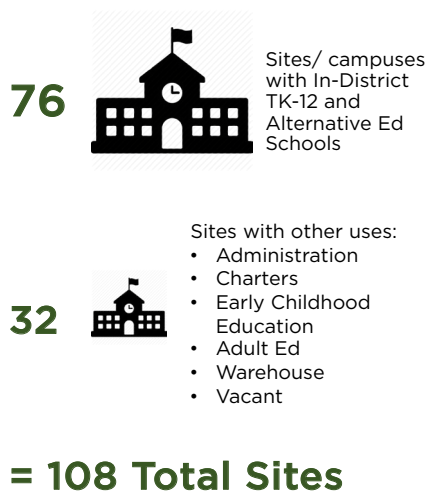 76
Sites/ campuses
with In-District
TK-12 and
Alternative Ed
Schools
32
Sites with other uses:
• Administration
• Charters
• Early Childhood
Education
• Adult Ed
• Warehouse
• Vacant
= 108 Total Sites